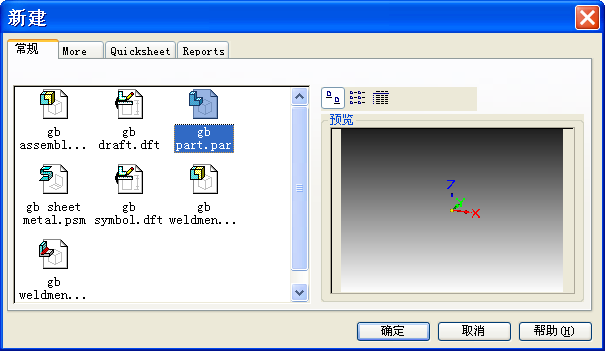 新建
常规 More Quicksheet Reports
gb assembl...
gb draft.dft
gb part.par
gb sheet metal.psm
gb symbol.dft
gb weldmen...
gb weldmen...
预览
Z
Y
X
确定 取消 帮助(H)